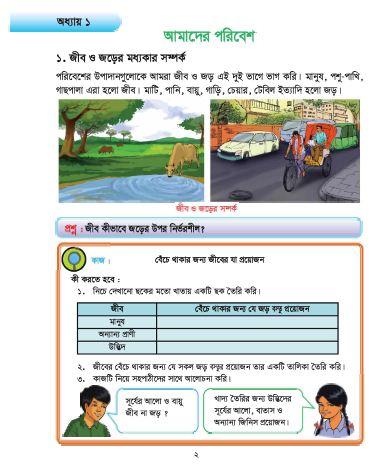 অধ্যায় ১
আমাদের পরিবেশ
১. জীব ও জড়ের মধ্যকার সম্পর্ক
পরিবেশের উপাদানগুলোকে আমরা জীব ও জড় এই দুই ভাগে ভাগ করি। মানুষ, পশু-পাখি,
গাছপালা এরা হলো জীব। মাটি, পানি, বায়ু, গাড়ি, চেয়ার, টেবিল ইত্যাদি হলো জড়।
জীব ও জড়ের সম্পর্ক
প্রশ্ন : জীব কীভাবে জড়ের উপর নির্ভরশীল?
কাজ : বেঁচে থাকার জন্য জীবের যা প্রয়োজন
কী করতে হবে :
১. নিচে দেখানো ছকের মতো খাতায় একটি ছক তৈরি করি।
জীব বেঁচে থাকার জন্য যে জড় বস্তু প্রয়োজন
মানুষ
অন্যান্য প্রাণী
উদ্ভিদ
২. জীবের বেঁচে থাকার জন্য যে সকল জড় বস্তুর প্রয়োজন তার একটি তালিকা তৈরি করি।
৩. কাজটি নিয়ে সহপাঠীদের সাথে আলোচনা করি।
সূর্যের আলো ও বায়ু
জীব না জড় ?
খাদ্য তৈরির জন্য উদ্ভিদের
সূর্যের আলো, বাতাস ও
অন্যান্য জিনিস প্রয়োজন।
২